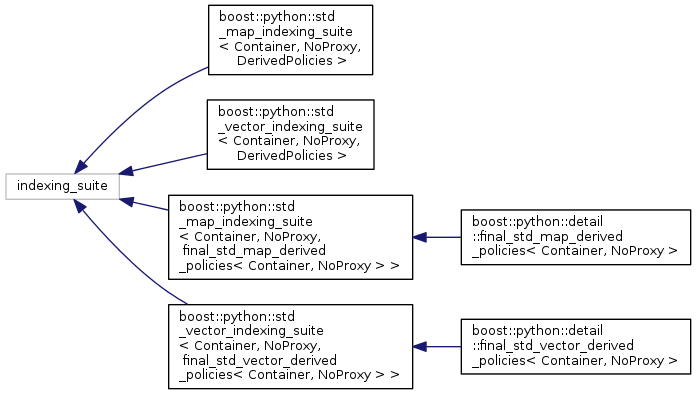 boost::python::std
_map_indexing_suite
< Container, NoProxy,
DerivedPolicies >
boost::python::std
_vector_indexing_suite
< Container, NoProxy,
DerivedPolicies >
indexing_suite
boost::python::std
_map_indexing_suite
< Container, NoProxy,
final_std_map_derived
_policies< Container, NoProxy > >
boost::python::detail
::final_std_map_derived
_policies< Container, NoProxy >
boost::python::std
_vector_indexing_suite
< Container, NoProxy,
final_std_vector_derived
_policies< Container, NoProxy > >
boost::python::detail
::final_std_vector_derived
_policies< Container, NoProxy >